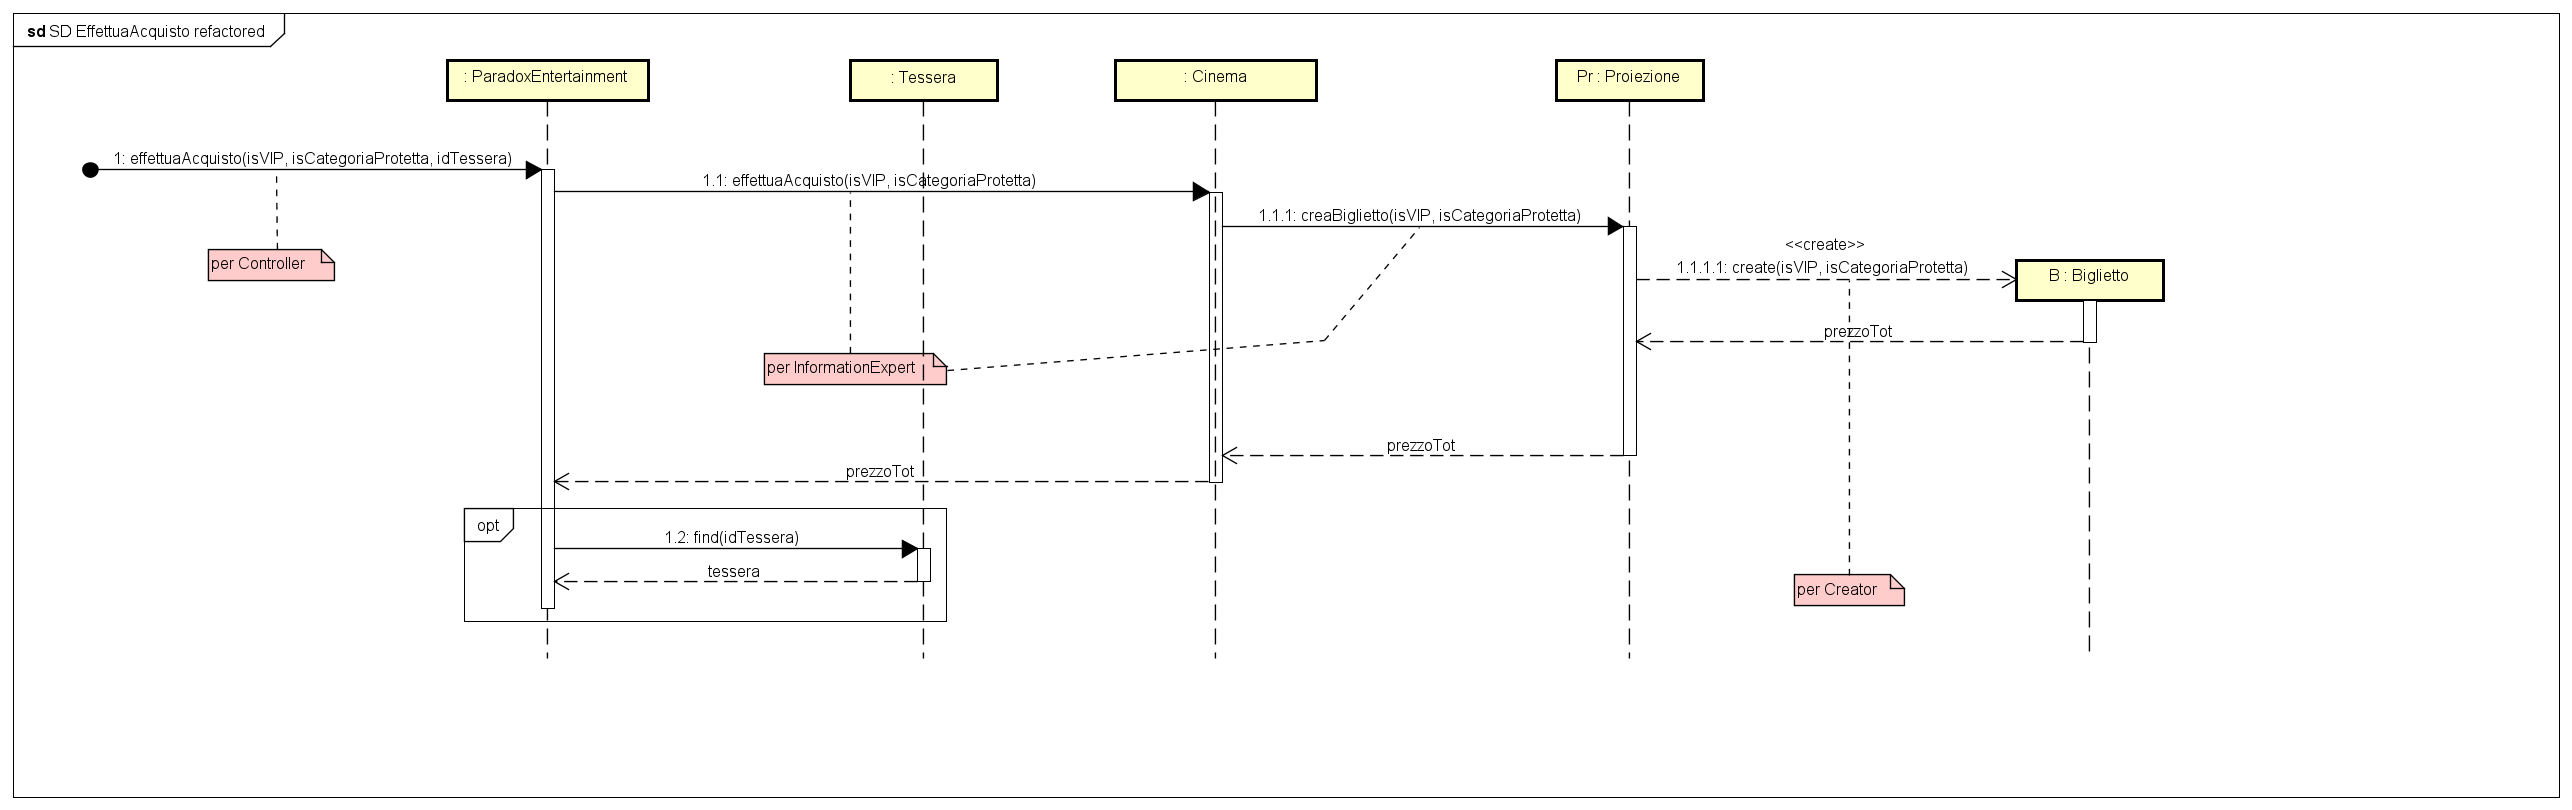 sd SD EffettuaAcquisto refactored
: ParadoxEntertainment
: Tessera
: Cinema
Pr : Proiezione
1: effettuaAcquisto(isVIP, isCategoriaProtetta, idTessera)
1.1: effettuaAcquisto(isVIP, isCategoriaProtetta)
1.1.1: creaBiglietto(isVIP, isCategoriaProtetta)
<<create>>
1.1.1.1: create(isVIP, isCategoriaProtetta)
B : Biglietto
per Controller
prezzoTot
per InformationExpert
prezzoTot
prezzoTot
opt
1.2: find(idTessera)
tessera
per Creator